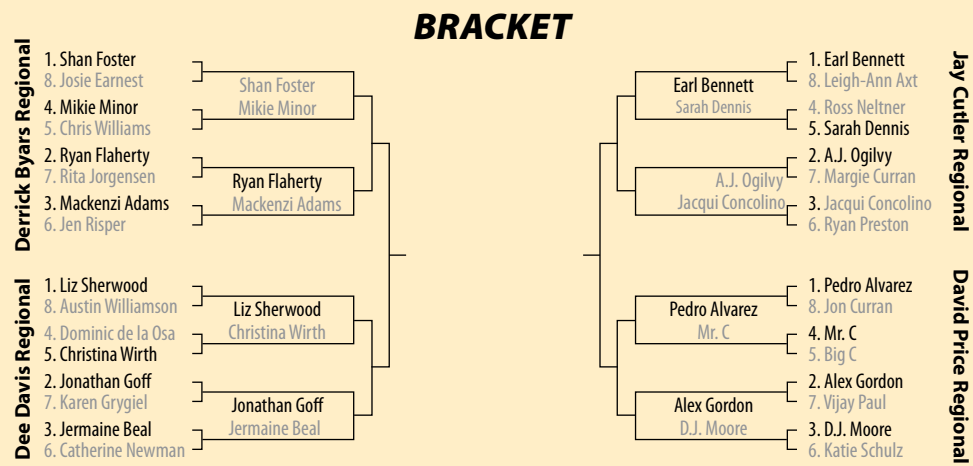 BRACKET
Derrick Byars Regional
1. Shan Foster
8. Josie Earnest
4. Mikie Minor
5. Chris Williams
2. Ryan Flaherty
7. Rita Jorgensen
3. Mackenzi Adams
6. Jen Risper
Shan Foster
Mikie Minor
Ryan Flaherty
Mackenzi Adams
Dee Davis Regional
1. Liz Sherwood
8. Austin Williamson
4. Dominic de la Osa
5. Christina Wirth
2. Jonathan Goff
7. Karen Grygiel
3. Jermaine Beal
6. Catherine Newman
Liz Sherwood
Christina Wirth
Jonathan Goff
Jermaine Beal
Earl Bennett
Sarah Dennis
A.J. Ogilvy
Jacqui Concolino
1. Earl Bennett
8. Leigh-Ann Axt
4. Ross Neltner
5. Sarah Dennis
2. A.J. Ogilvy
7. Margie Curran
3. Jacqui Concolino
6. Ryan Preston
Jay Cutler Regional
Pedro Alvarez
Mr. C
Alex Gordon
D.J. Moore
1. Pedro Alvarez
8. Jon Curran
4. Mr. C
5. Big C
2. Alex Gordon
7. Vijay Paul
3. D.J. Moore
6. Katie Schulz
David Price Regional